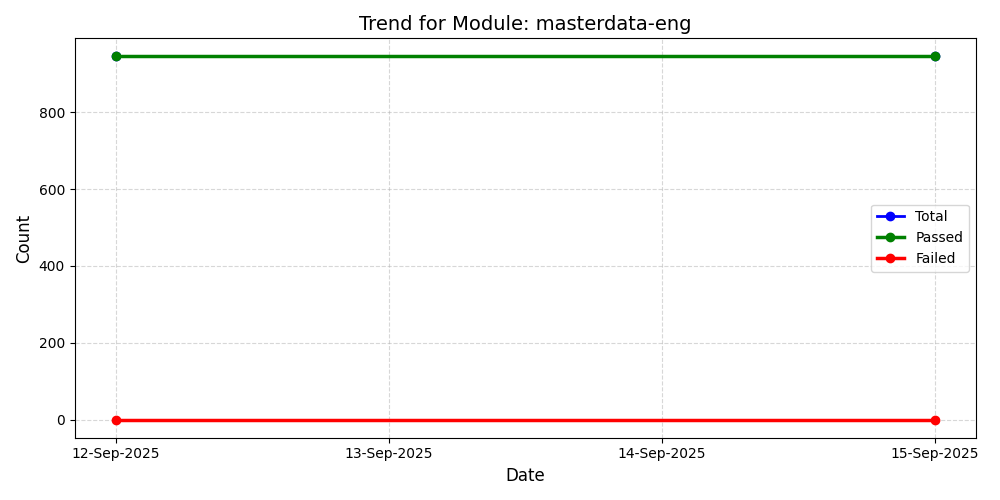 Trend for Module: masterdata-eng
800
600
400
200
0
Count
Total
Passed
Failed
12-Sep-2025
13-Sep-2025
14-Sep-2025
15-Sep-2025
Date